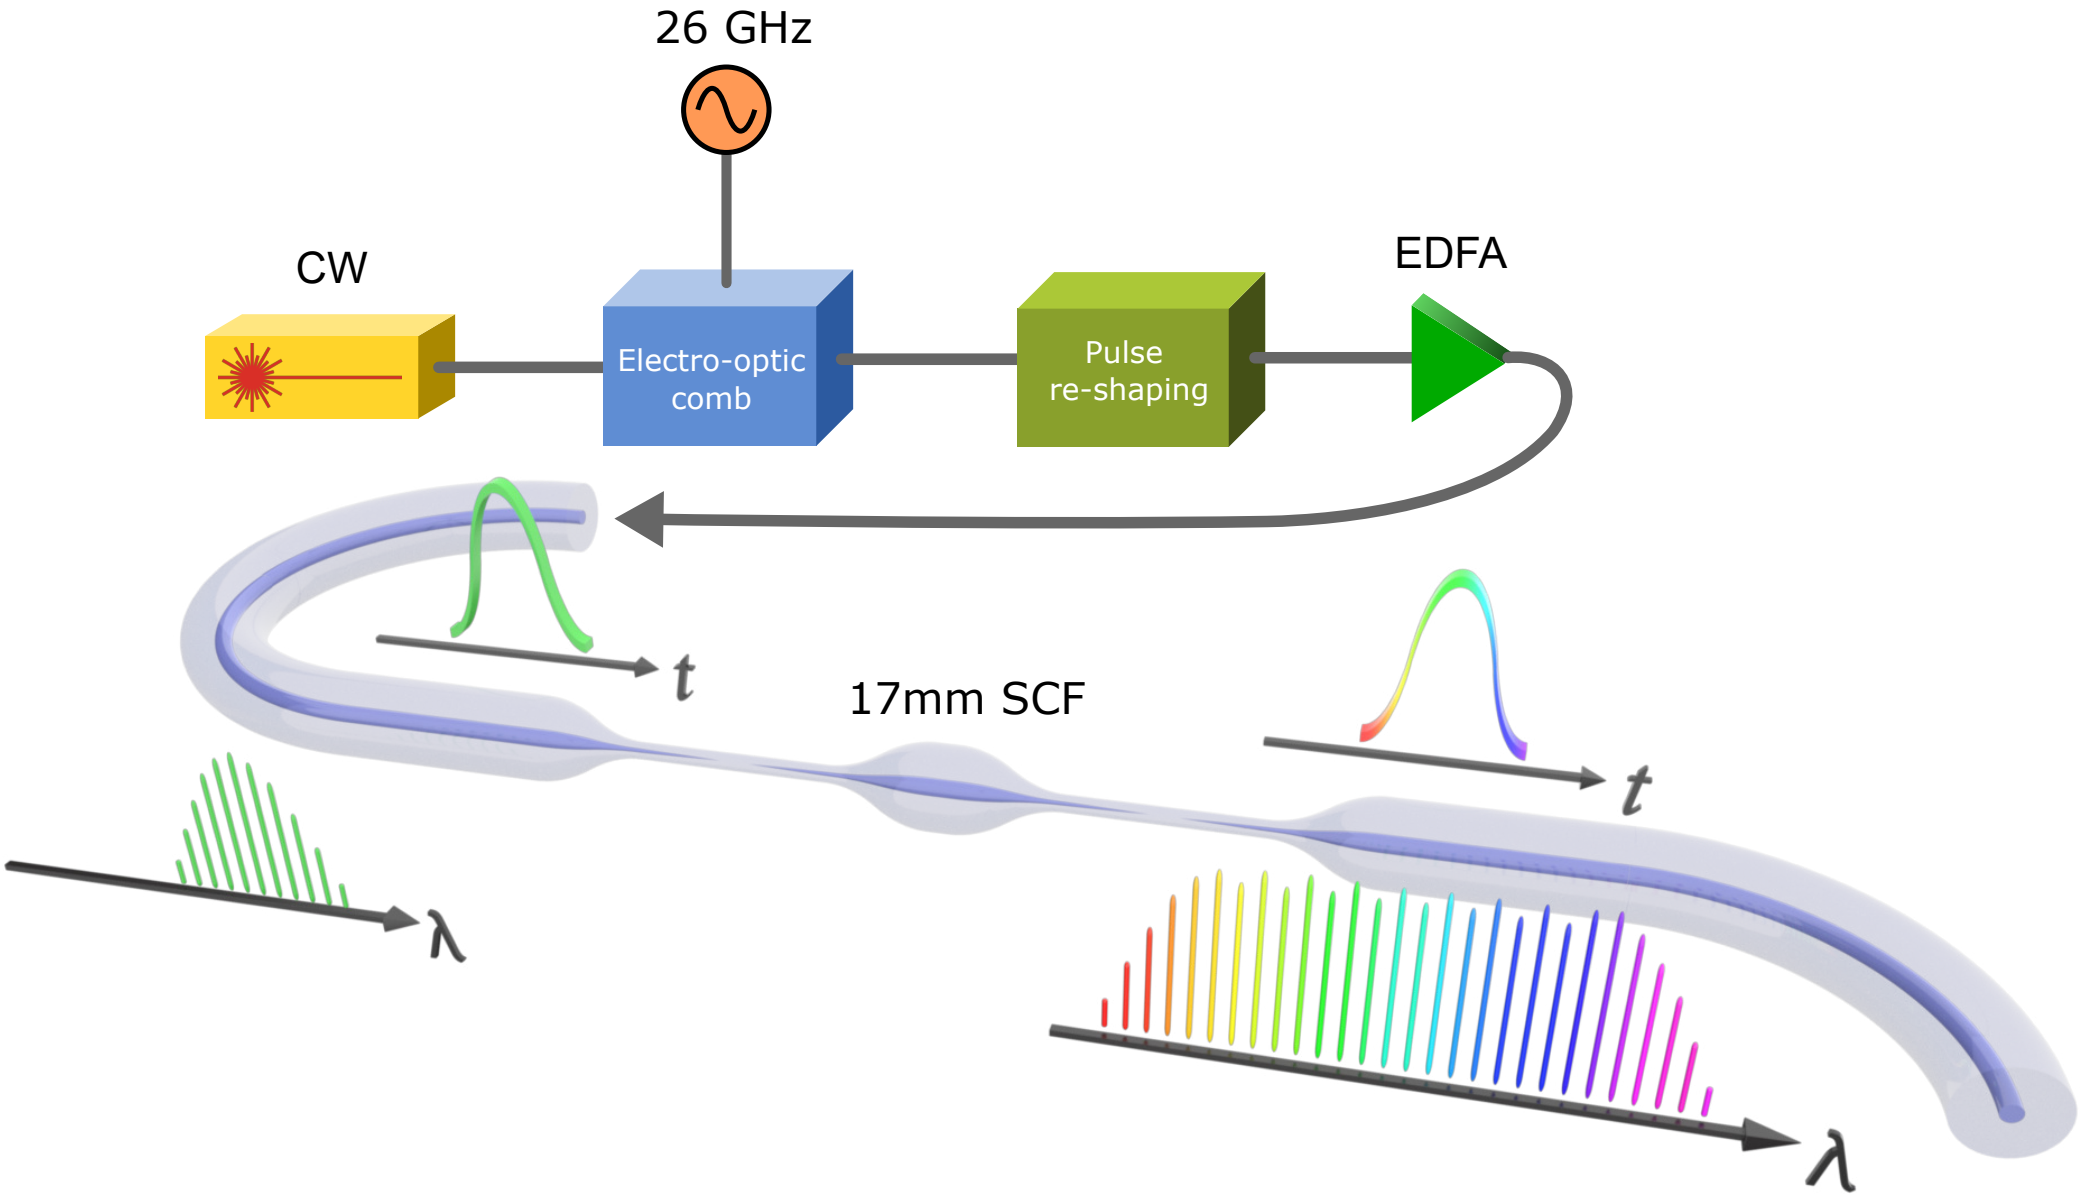 26 GHz
CW
EDFA
Electro-optic
comb
Pulse
re-shaping
t
17mm SCF
t
λ
λ